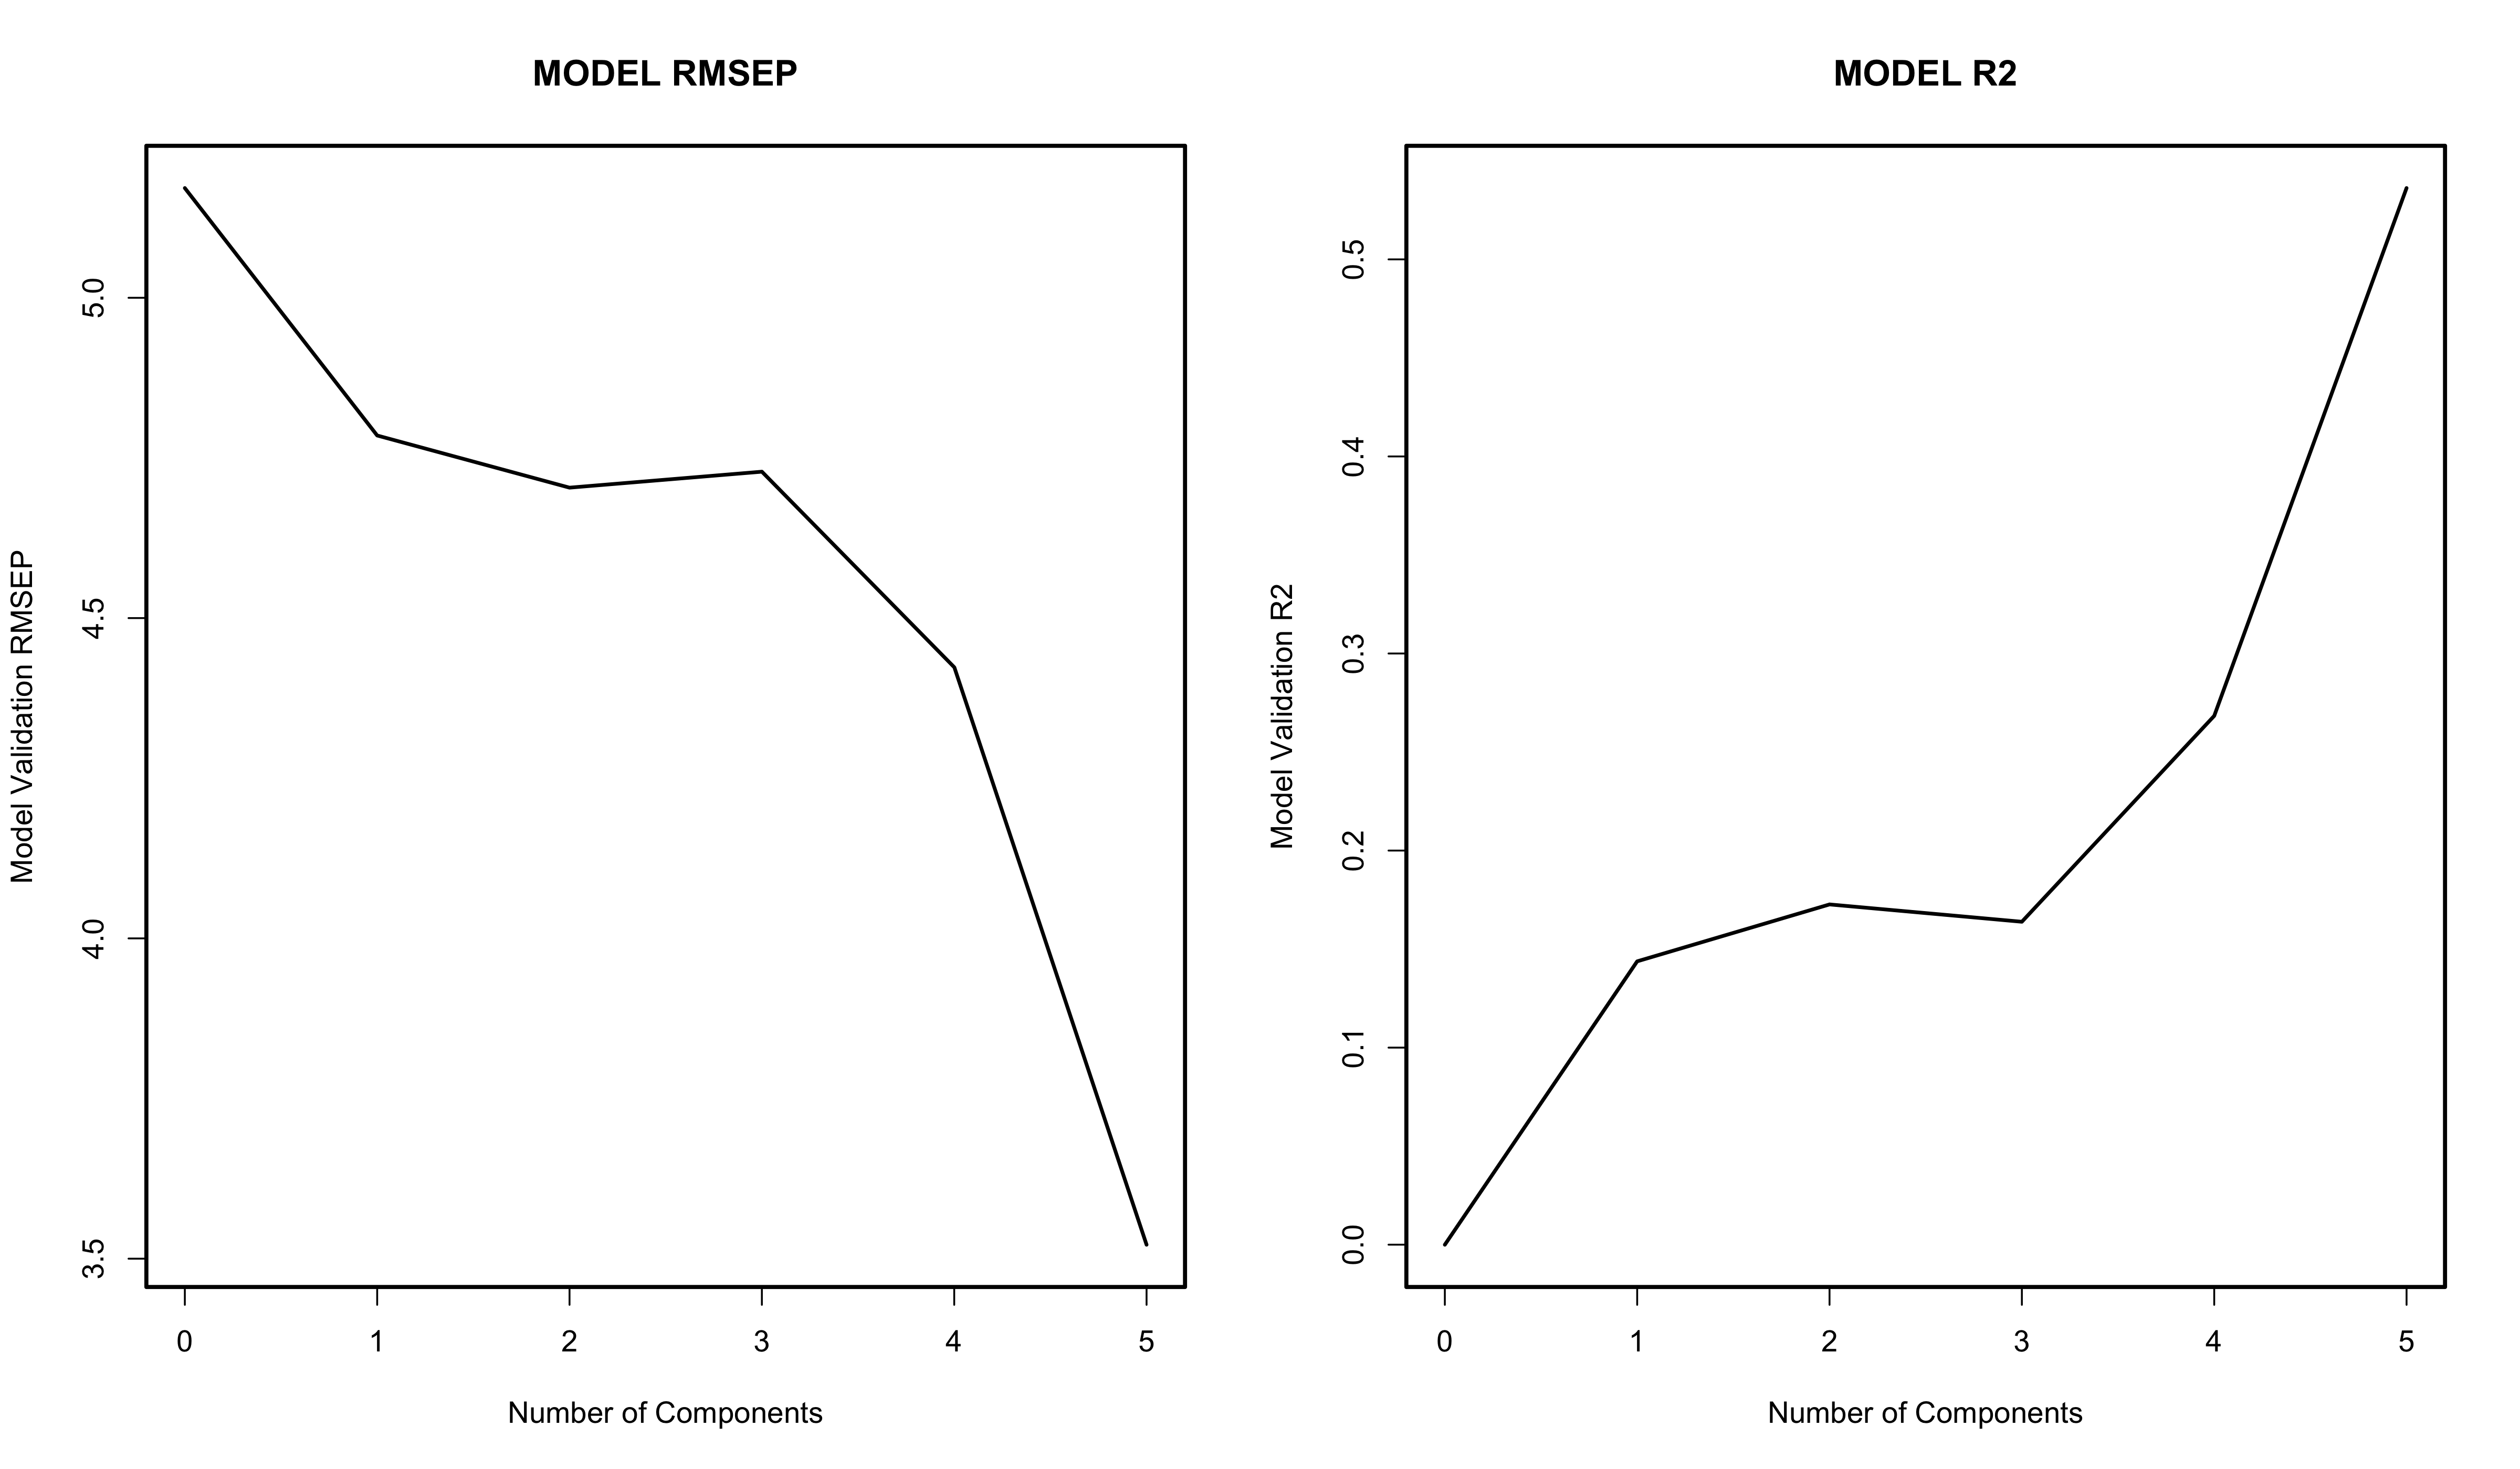 MODEL RMSEP
Model Validation RMSEP
5.0
4.5
4.0
3.5
0 1 2 3 4 5
Number of Components
MODEL R2
Model Validation R2
0.5
0.4
0.3
0.2
0.1
0.0
0 1 2 3 4 5
Number of Components